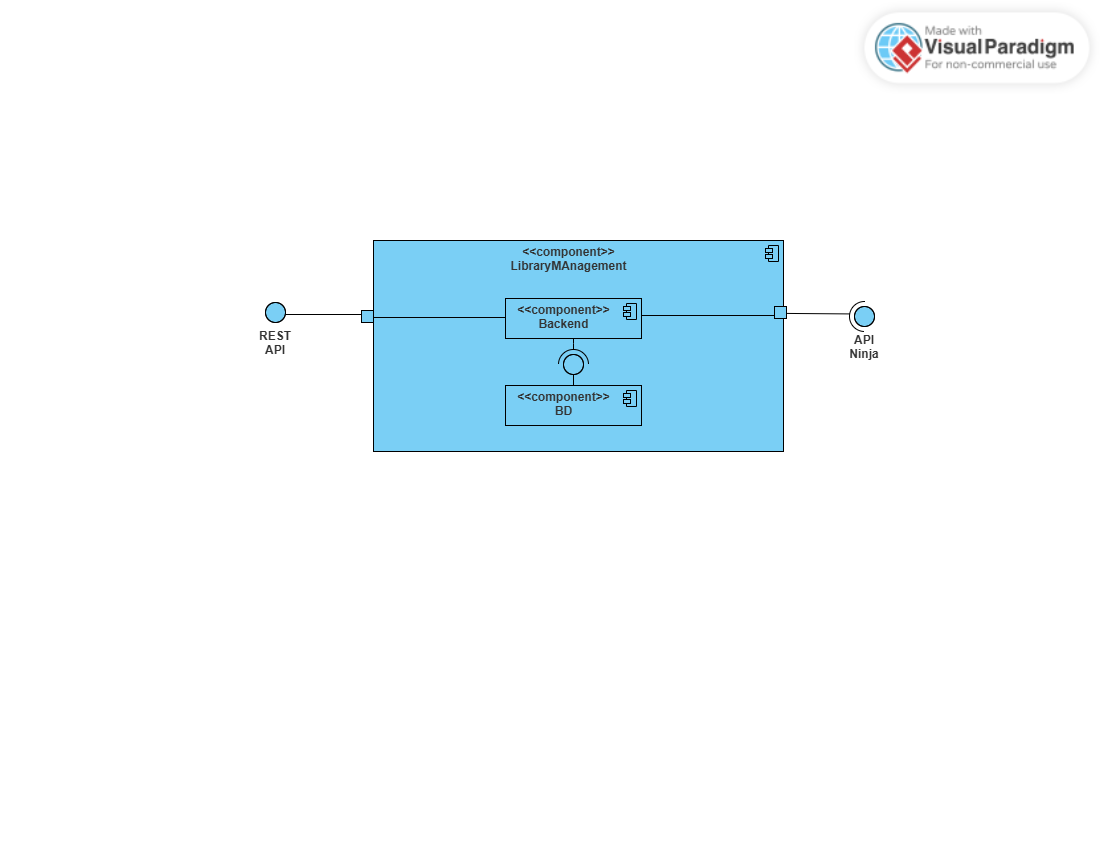 Made with
Visual Paradigm
For non-commercial use
<<component>>
LibraryMAnagement
<<component>>
Backend
REST
API
API
Ninja
<<component>>
BD